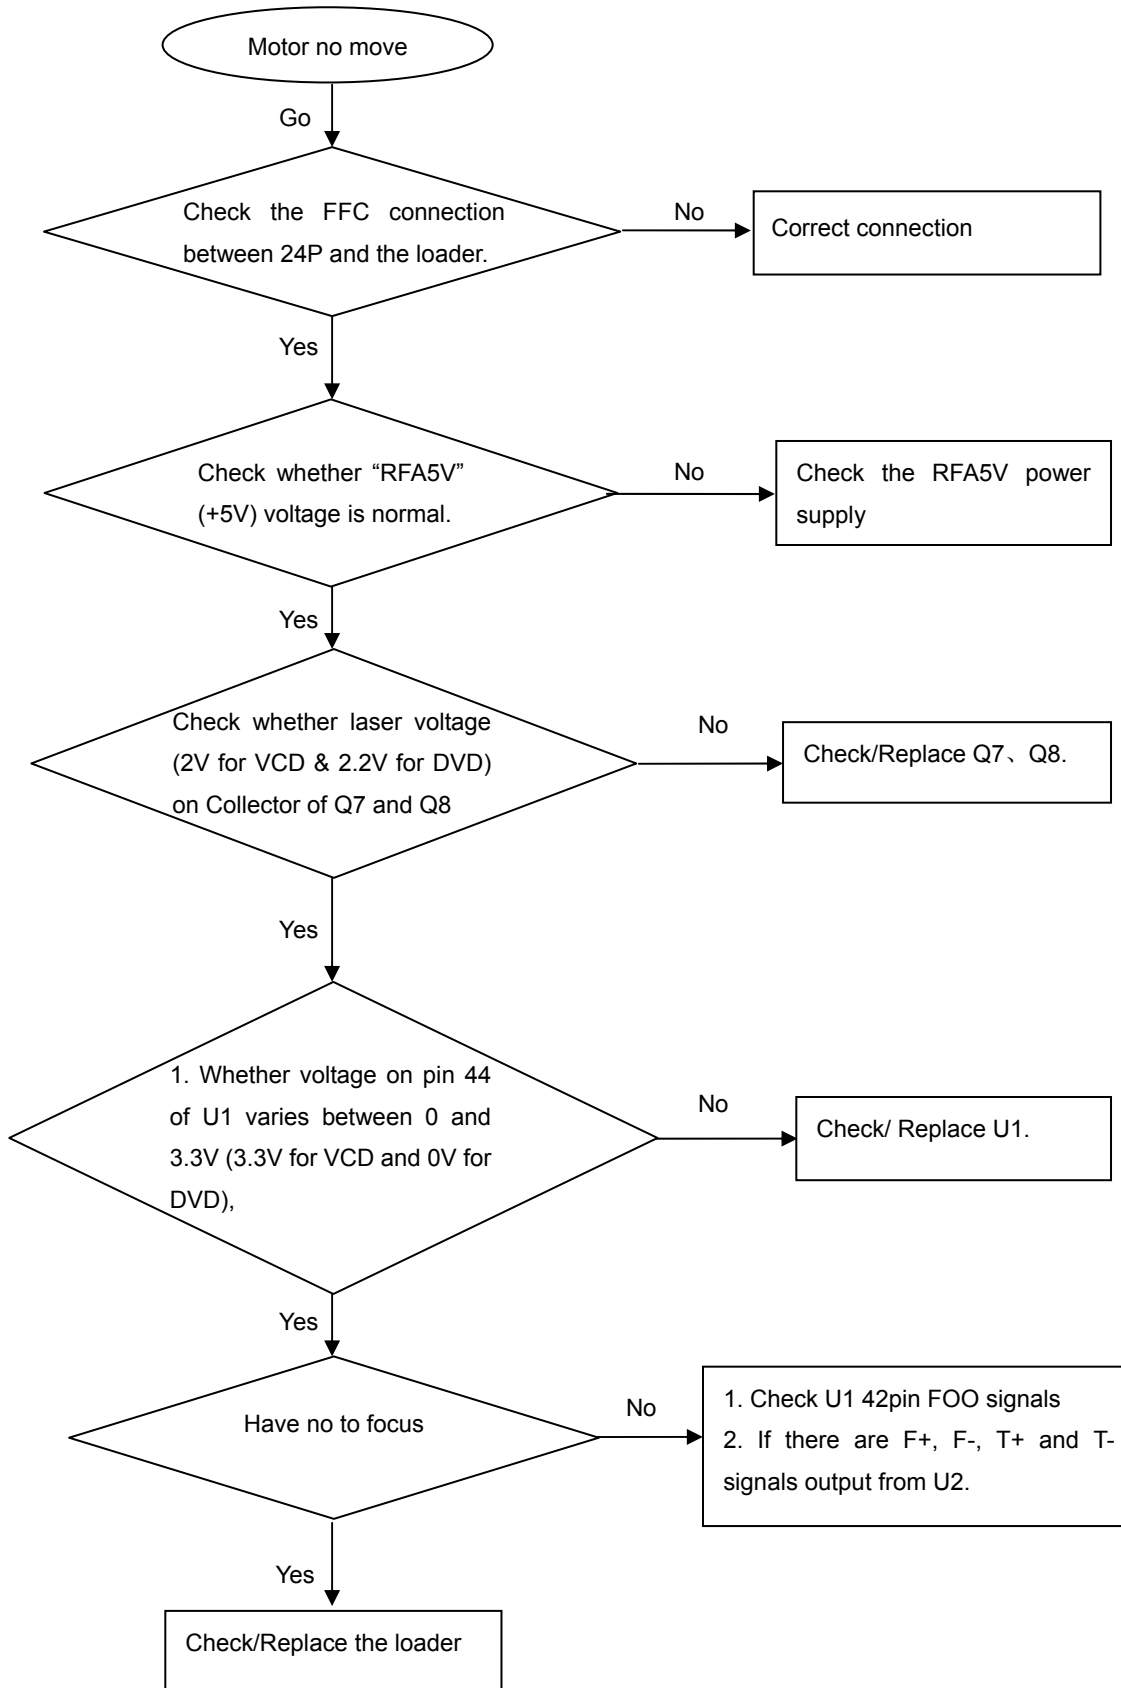 Motor no move
Go
Check the FFC connection
between 24P and the loader.
No
Correct connection
Yes
Check whether “RFA5V”
(+5V) voltage is normal.
No
Check the RFA5V power
supply
Yes
Check whether laser voltage
(2V for VCD & 2.2V for DVD)
on Collector of Q7 and Q8
No
Check/Replace Q7、Q8.
Yes
1. Whether voltage on pin 44
of U1 varies between 0 and
3.3V (3.3V for VCD and 0V for
DVD),
No
Check/ Replace U1.
Yes
Have no to focus
No
1. Check U1 42pin FOO signals
2. If there are F+, F-, T+ and T-
signals output from U2.
Yes
Check/Replace the loader